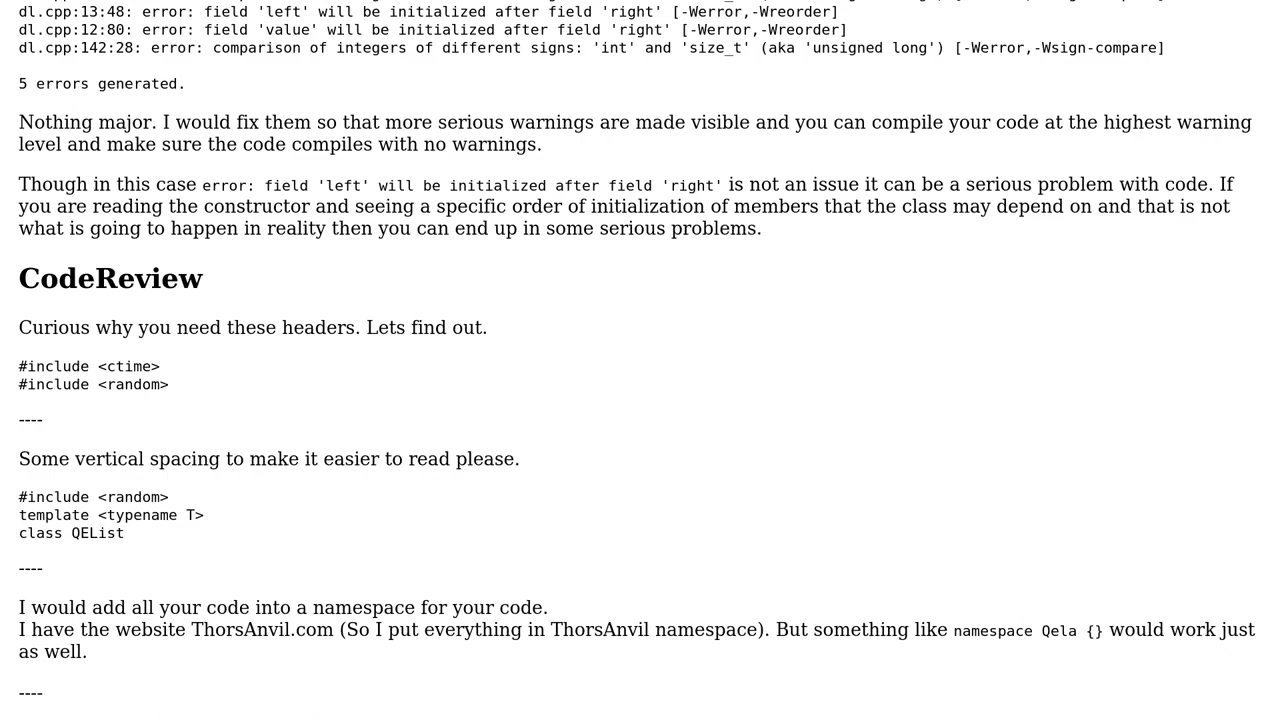 dl.cpp:13:48: error: field 'left' will be initialized after field 'right' [-Werror,-Wreorder]
dl.cpp:12:80: error: field 'value' will be initialized after field 'right' [-Werror,-Wreorder]
dl.cpp:142:28: error: comparison of integers of different signs: 'int' and 'size_t' (aka 'unsigned long') [-Werror,-Wsign-compare]
5 errors generated.
Nothing major. I would fix them so that more serious warnings are made visible and you can compile your code at the highest warning
level and make sure the code compiles with no warnings.
Though in this case error: field 'left' will be initialized after field 'right' is not an issue it can be a serious problem with code. If
you are reading the constructor and seeing a specific order of initialization of members that the class may depend on and that is not
what is going to happen in reality then you can end up in some serious problems.
CodeReview
Curious why you need these headers. Lets find out.
#include <ctime>
#include <random>
----
Some vertical spacing to make it easier to read please.
#include <random>
template <typename T>
class QEList
----
I would add all your code into a namespace for your code.
I have the website ThorsAnvil.com (So I put everything in ThorsAnvil namespace). But something like namespace Qela {} would work just
as well.
----